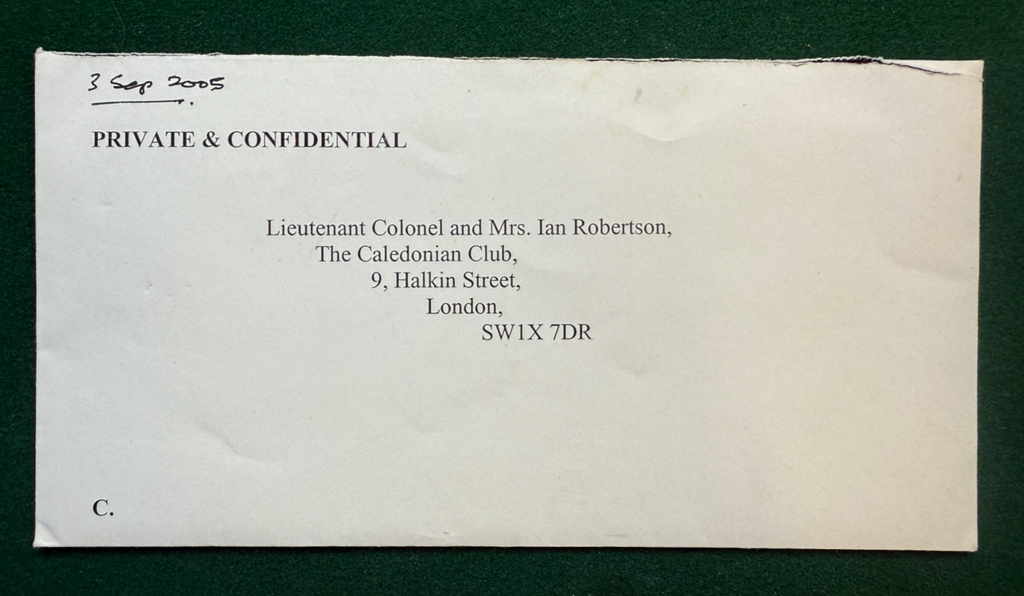 3 Sep 2005
PRIVATE & CONFIDENTIAL
Lieutenant Colonel and Mrs. Ian Robertson,
The Caledonian Club,
9, Halkin Street,
London,
SW1X 7DR
C.